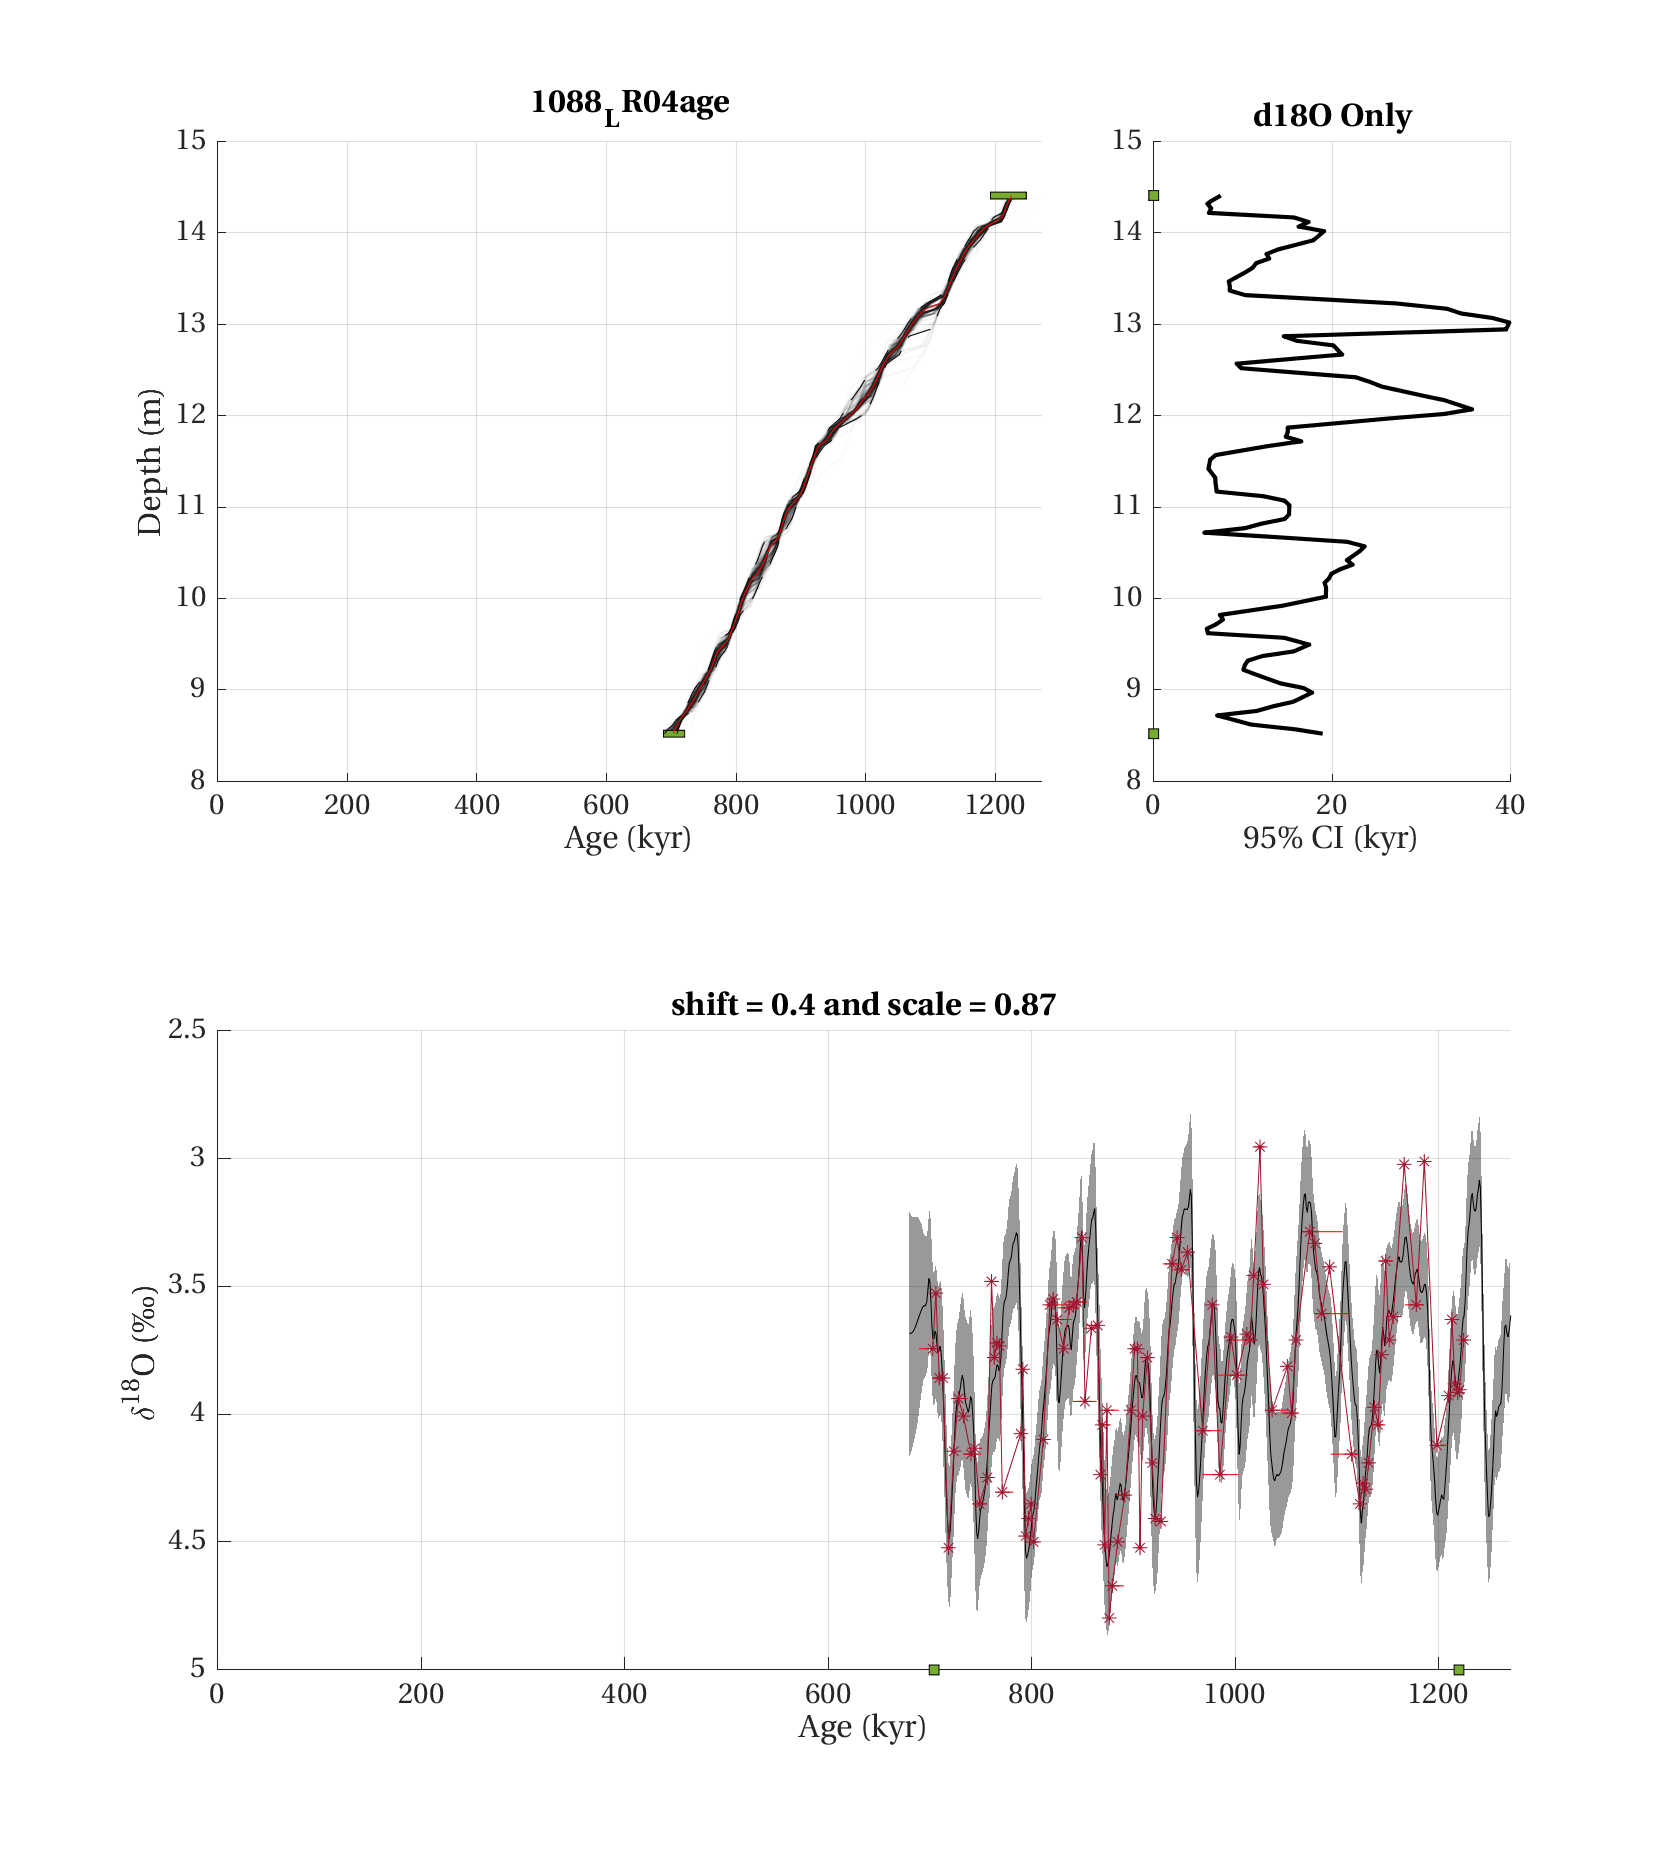 1088LR04age
d18O Only
15
14
13
12
11
10
9
8
Depth (m)
0 200 400 600 800 1000 1200
Age (kyr)
15
14
13
12
11
10
9
8
0 20 40
95% CI (kyr)
shift = 0.4 and scale = 0.87
2.5
3
3.5
4
4.5
5
δ18O (‰)
0 200 400 600 800 1000 1200
Age (kyr)